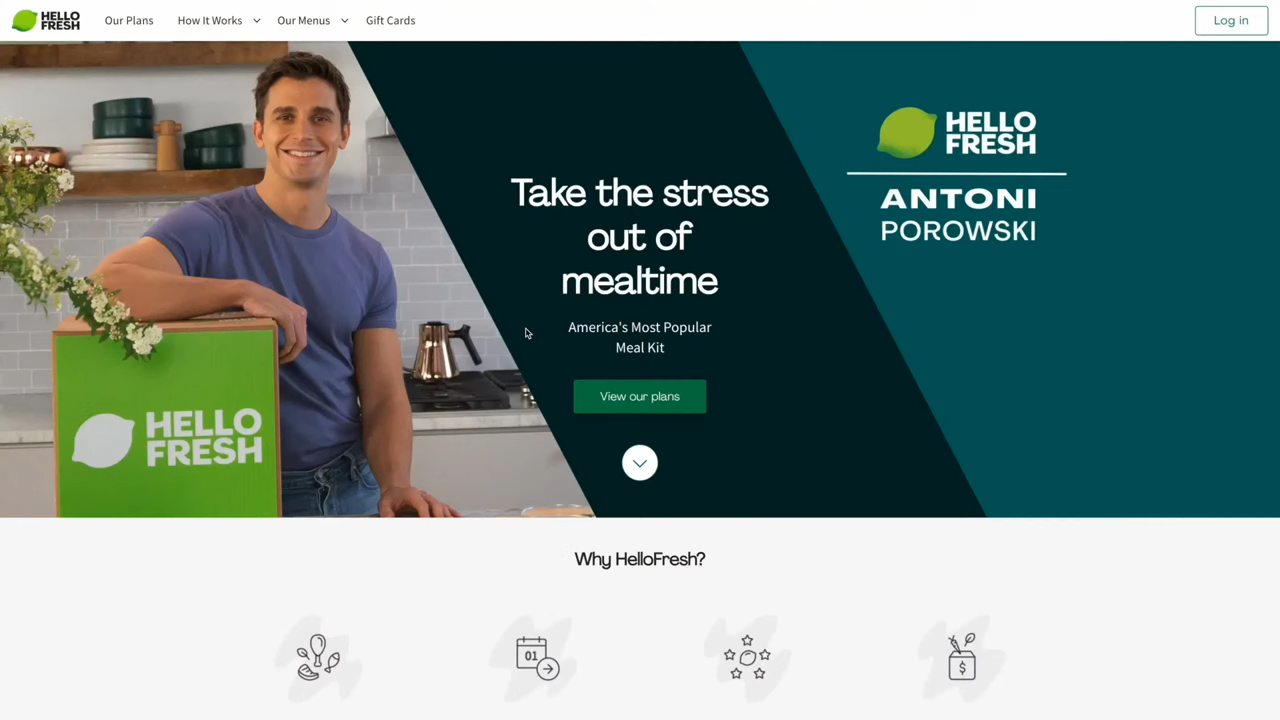 HELLO
FRESH
Our Plans
How It Works
Our Menus
Gift Cards
Log in
HELLO
FRESH
Take the stress
out of
mealtime
America's Most Popular
Meal Kit
View our plans
HELLO
FRESH
ANTONI
POROWSKI
Why HelloFresh?
01
$